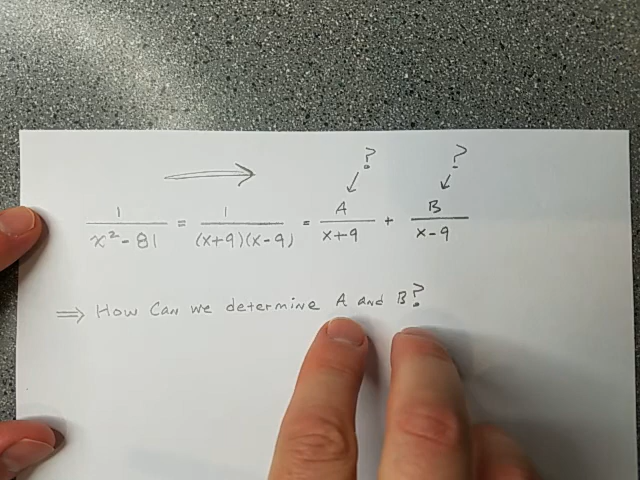 ? ?
1 / x² - 81 = 1 / (x+9)(x-9) = A / x+9 + B / x-9
⇒ How Can we determine A and B?